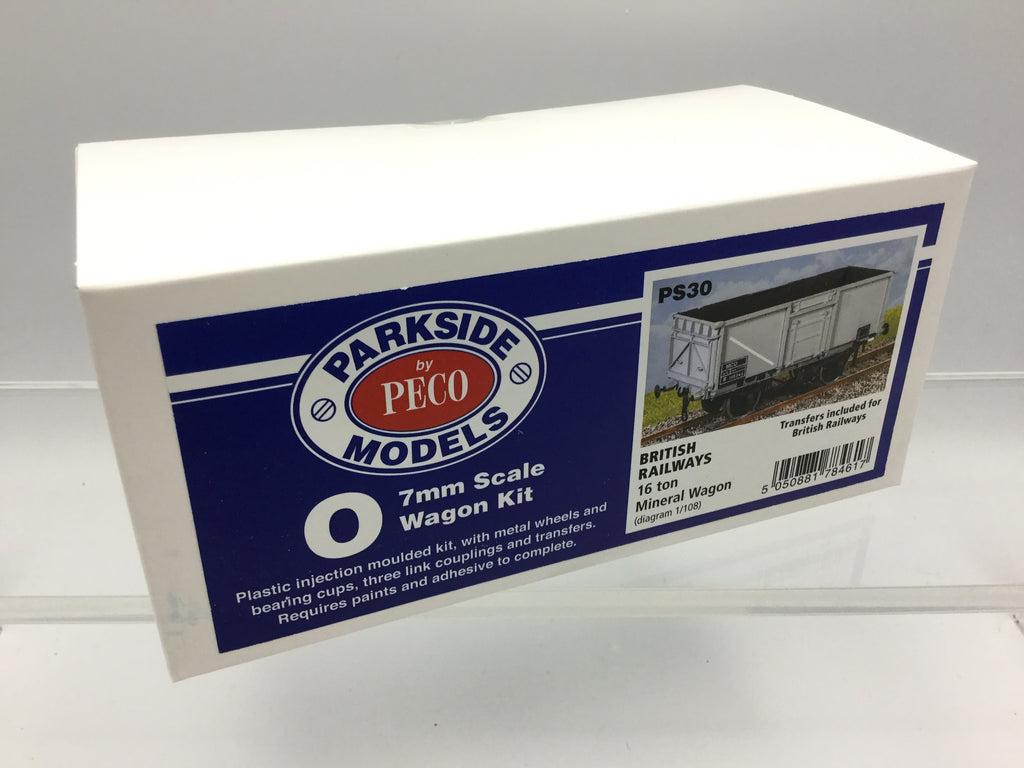 PARKSIDE
by
PECO
MODELS
O
7mm Scale
Wagon Kit
Plastic injection moulded kit, with metal wheels and
bearing cups, three link couplings and transfers.
Requires paints and adhesive to complete.
PS30
Transfers included for
British Railways
BRITISH
RAILWAYS
16 ton
Mineral Wagon
(diagram 1/108)
5 050881 784617